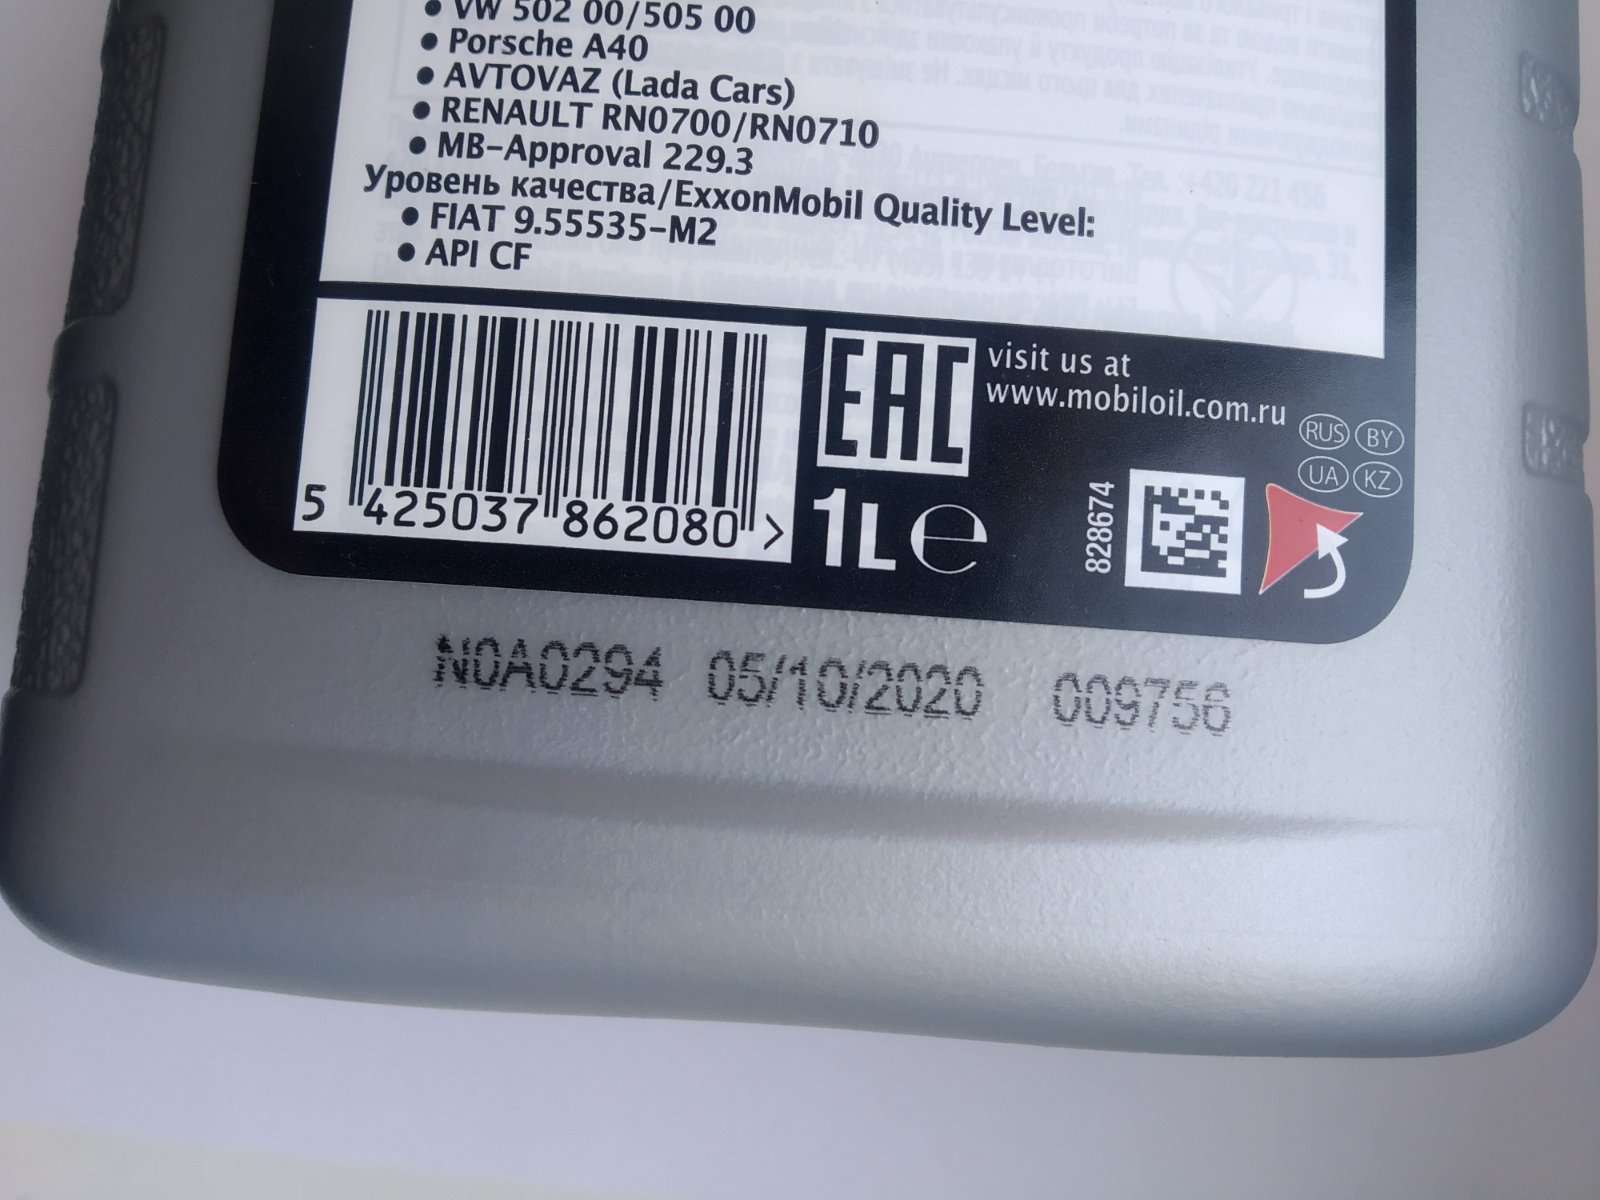 • VW 502 00/505 00
• Porsche A40
• AVTOVAZ (Lada Cars)
• RENAULT RN0700/RN0710
• MB-Approval 229.3
Уровень качества/ExxonMobil Quality Level:
• FIAT 9.55535-M2
• API CF
5 425037 862080 >
EAC
1L e
visit us at
www.mobiloil.com.ru
RUS BY
UA KZ
828674
N0A0294 05/10/2020 009756